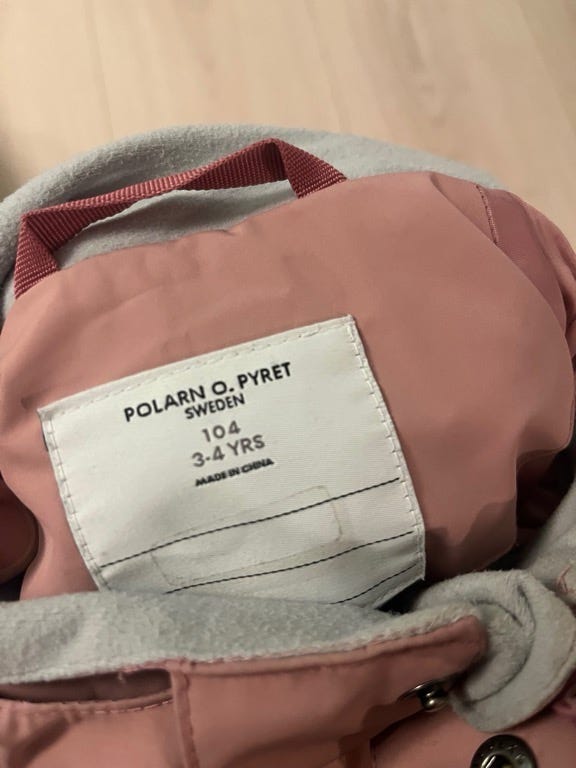 POLARN O. PYRET
SWEDEN
104
3-4 YRS
MADE IN CHINA